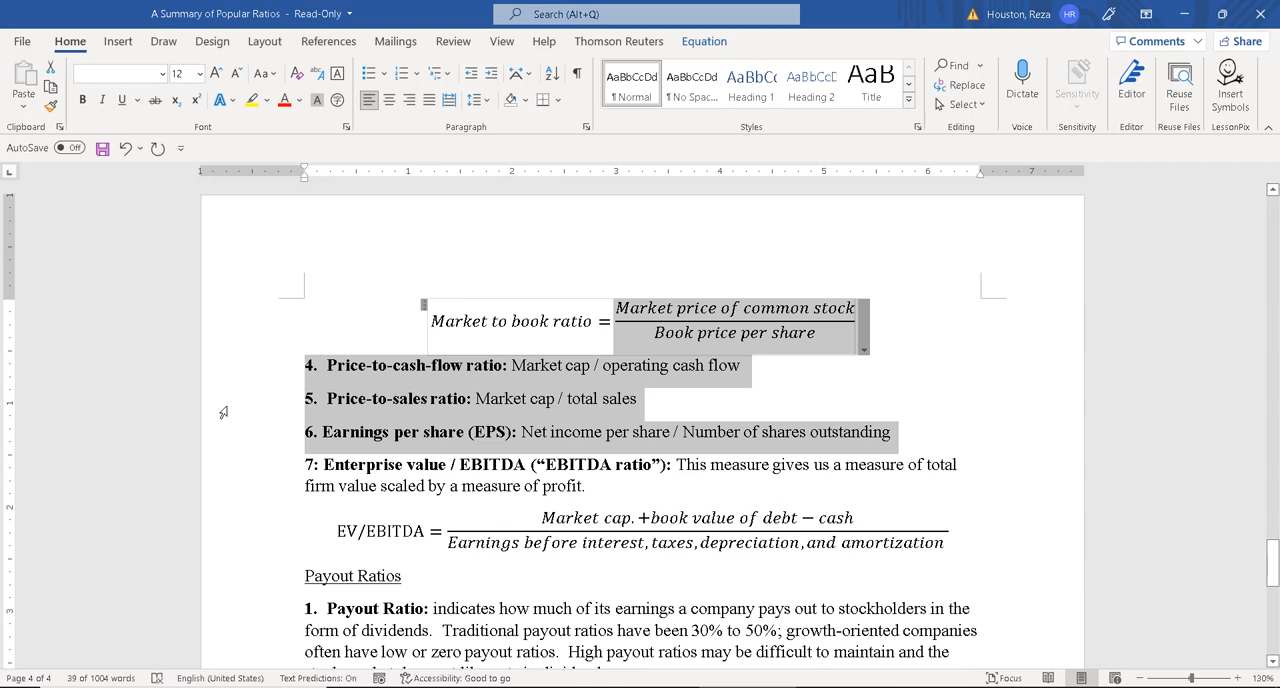 A Summary of Popular Ratios - Read-Only
Search (Alt+Q)
Houston, Reza HR
File Home Insert Draw Design Layout References Mailings Review View Help Thomson Reuters Equation Comments Share
Paste
Clipboard
12
Font
Paragraph
AaBbCcDd AaBbCcDd AaBbCc AaBbCcD AaB
¶ Normal ¶ No Spac... Heading 1 Heading 2 Title
Styles
Find
Replace
Select
Editing
Dictate
Voice
Sensitivity
Sensitivity
Editor
Editor
Reuse Files
Reuse Files
Insert Symbols
LessonPix
AutoSave Off
1 1 2 3 4 5 6 7
Market to book ratio = Market price of common stock
Book price per share
4. Price-to-cash-flow ratio: Market cap / operating cash flow
5. Price-to-sales ratio: Market cap / total sales
6. Earnings per share (EPS): Net income per share / Number of shares outstanding
7: Enterprise value / EBITDA (“EBITDA ratio”): This measure gives us a measure of total
firm value scaled by a measure of profit.
EV/EBITDA = Market cap. +book value of debt − cash
Earnings before interest, taxes, depreciation, and amortization
Payout Ratios
1. Payout Ratio: indicates how much of its earnings a company pays out to stockholders in the
form of dividends. Traditional payout ratios have been 30% to 50%; growth-oriented companies
often have low or zero payout ratios. High payout ratios may be difficult to maintain and the
Page 4 of 4 39 of 1004 words English (United States) Text Predictions: On Accessibility: Good to go Focus 130%